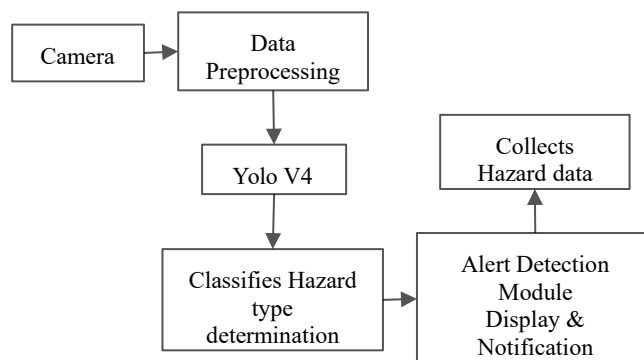 Camera
Data
Preprocessing
Yolo V4
Classifies Hazard
type
determination
Alert Detection
Module
Display &
Notification
Collects
Hazard data